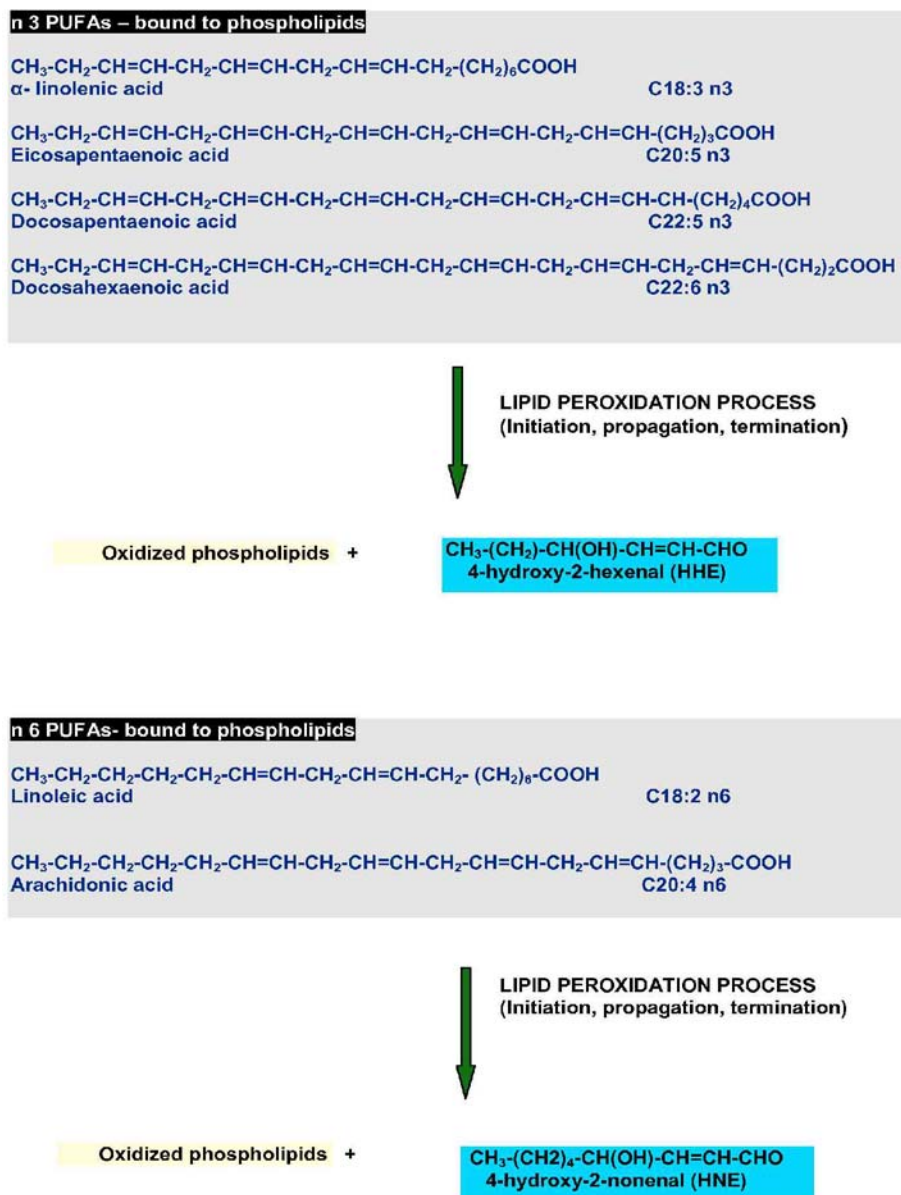 n 3 PUFAs – bound to phospholipids
CH₃-CH₂-CH=CH-CH₂-CH=CH-CH₂-CH=CH-CH₂-(CH₂)₆COOH
α- linolenic acid C18:3 n3
CH₃-CH₂-CH=CH-CH₂-CH=CH-CH₂-CH=CH-CH₂-CH=CH-CH₂-CH=CH-(CH₂)₃COOH
Eicosapentaenoic acid C20:5 n3
CH₃-CH₂-CH=CH-CH₂-CH=CH-CH₂-CH=CH-CH₂-CH=CH-CH₂-CH=CH-CH-(CH₂)₄COOH
Docosapentaenoic acid C22:5 n3
CH₃-CH₂-CH=CH-CH₂-CH=CH-CH₂-CH=CH-CH₂-CH=CH-CH₂-CH=CH-CH₂-CH=CH-(CH₂)₂COOH
Docosahexaenoic acid C22:6 n3
LIPID PEROXIDATION PROCESS
(Initiation, propagation, termination)
Oxidized phospholipids + CH₃-(CH₂)-CH(OH)-CH=CH-CHO
4-hydroxy-2-hexenal (HHE)
n 6 PUFAs- bound to phospholipids
CH₃-CH₂-CH₂-CH₂-CH₂-CH=CH-CH₂-CH=CH-CH2- (CH₂)₆-COOH
Linoleic acid C18:2 n6
CH₃-CH₂-CH₂-CH₂-CH₂-CH=CH-CH₂-CH=CH-CH₂-CH=CH-CH₂-CH=CH-(CH₂)₃-COOH
Arachidonic acid C20:4 n6
LIPID PEROXIDATION PROCESS
(Initiation, propagation, termination)
Oxidized phospholipids + CH₃-(CH2)₄-CH(OH)-CH=CH-CHO
4-hydroxy-2-nonenal (HNE)